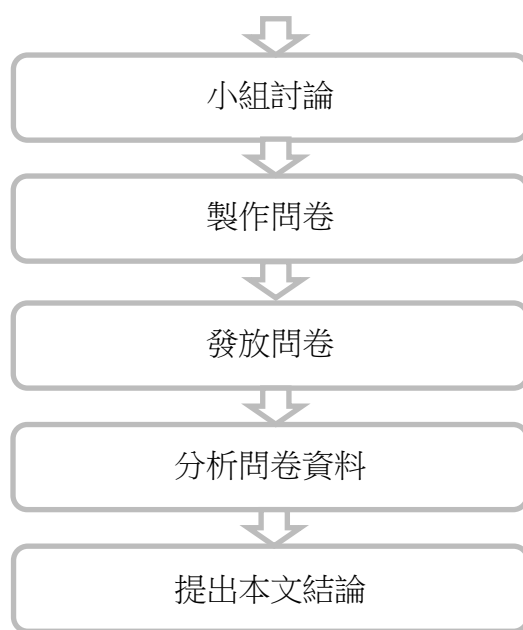 小組討論
製作問卷
發放問卷
分析問卷資料
提出本文結論